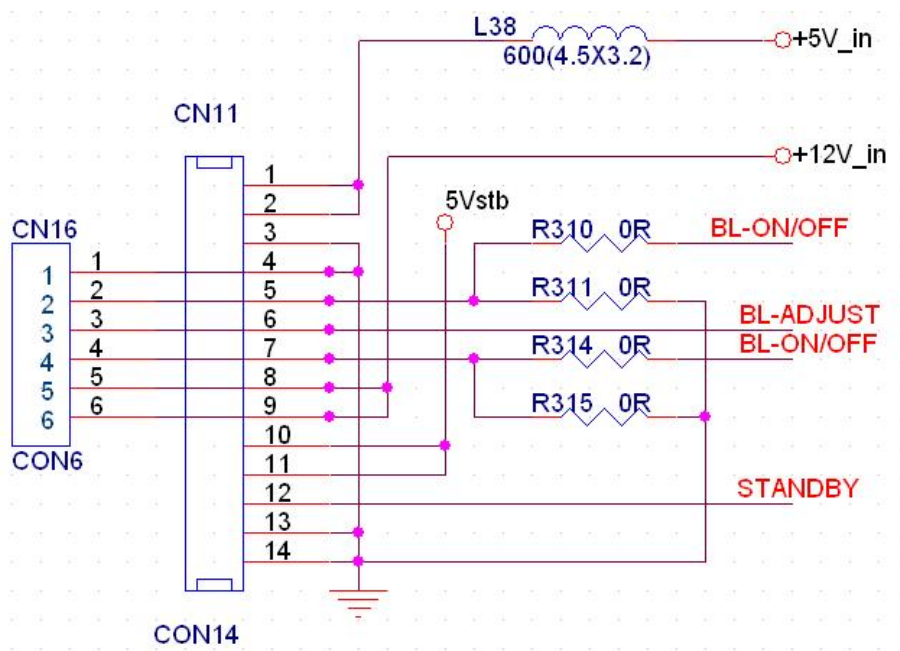 L38
600(4.5X3.2)
+5V_in
CN11
+12V_in
1
2
3
4
5
6
7
8
9
10
11
12
13
14
5Vstb
CN16
1
2
3
4
5
6
1
2
3
4
5
6
CON6
R310 0R
BL-ON/OFF
R311 0R
BL-ADJUST
R314 0R
BL-ON/OFF
R315 0R
STANDBY
CON14